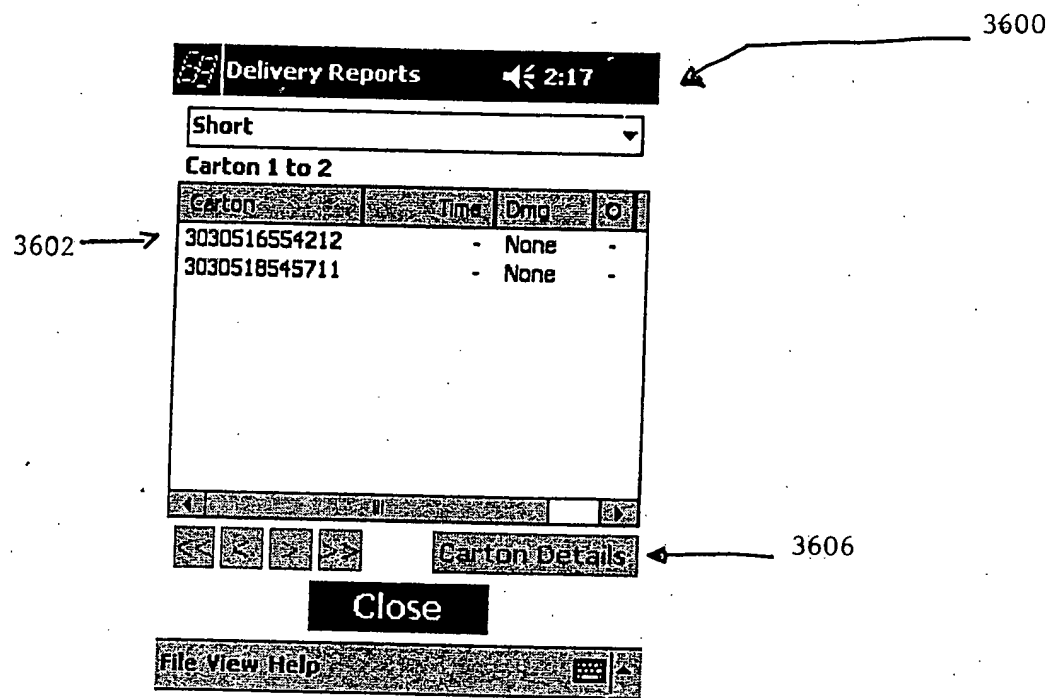 3600
Delivery Reports 2:17
Short
Carton 1 to 2
Carton Time Dmg O
3602
3030516554212 - None -
3030518545711 - None -
<< < > >> Carton Details
3606
Close
File View Help